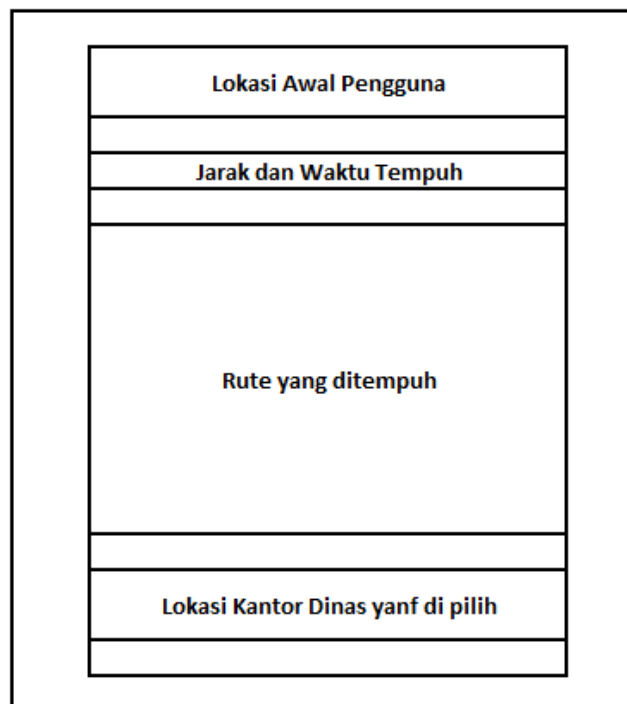 Lokasi Awal Pengguna
Jarak dan Waktu Tempuh
Rute yang ditempuh
Lokasi Kantor Dinas yanf di pilih